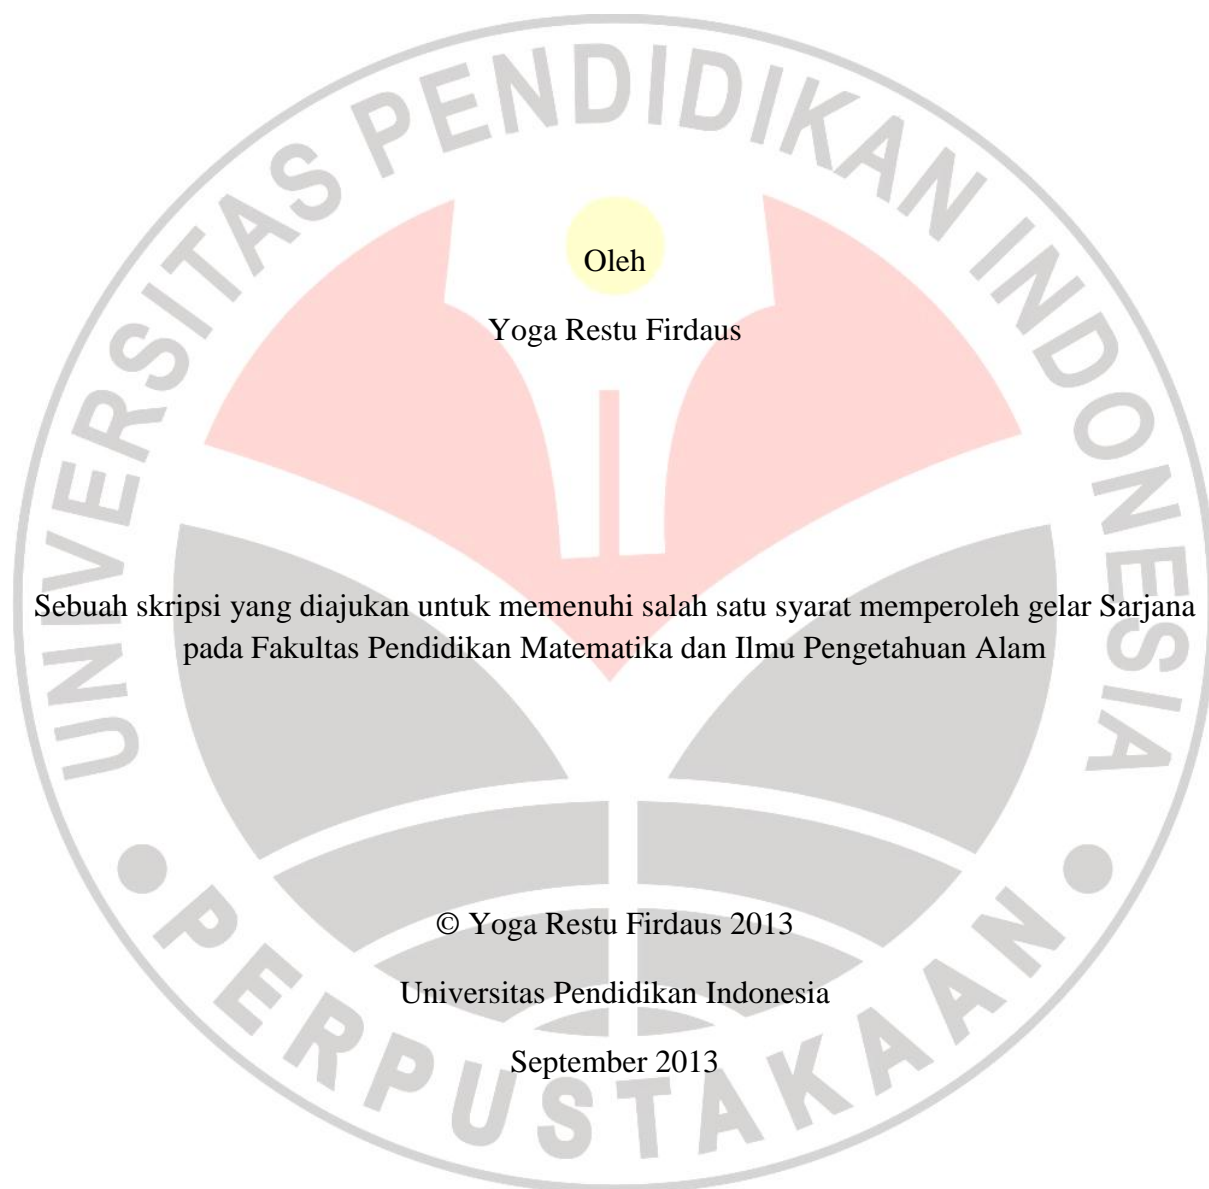 UNIVERSITAS PENDIDIKAN INDONESIA
Oleh
Yoga Restu Firdaus
Sebuah skripsi yang diajukan untuk memenuhi salah satu syarat memperoleh gelar Sarjana
pada Fakultas Pendidikan Matematika dan Ilmu Pengetahuan Alam
© Yoga Restu Firdaus 2013
Universitas Pendidikan Indonesia
September 2013
PERPUSTAKAAN